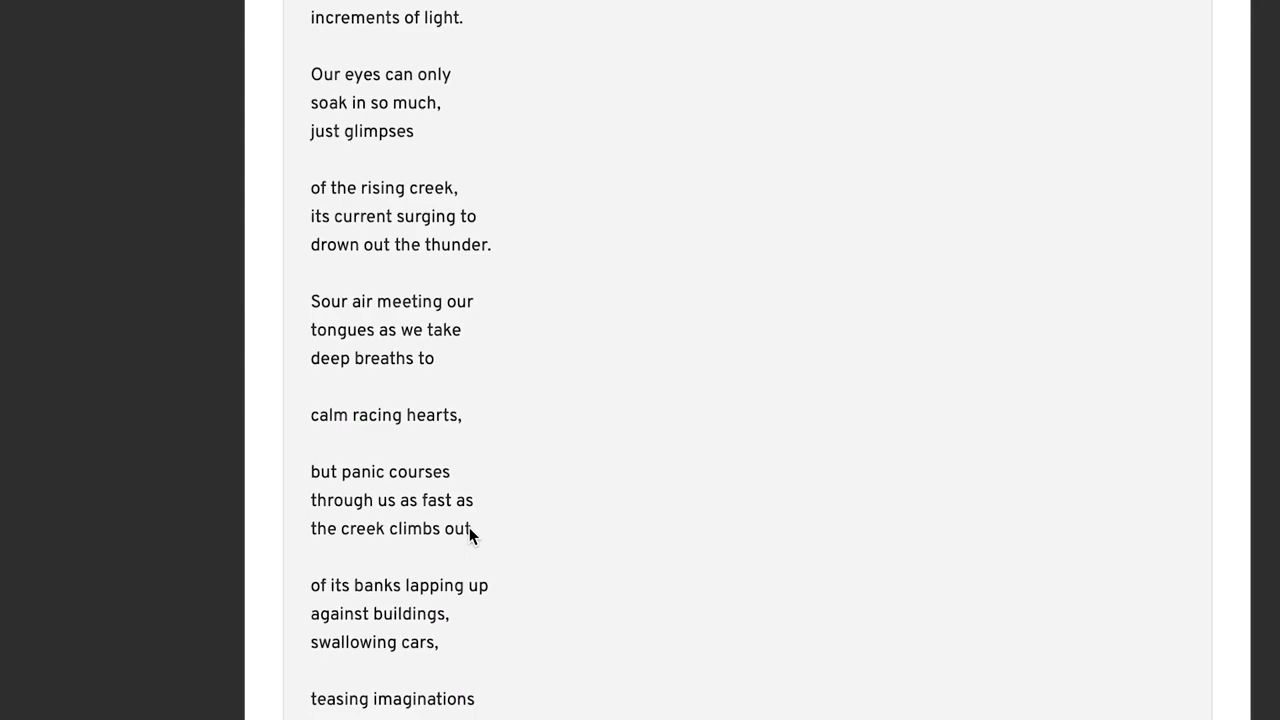 increments of light.
Our eyes can only
soak in so much,
just glimpses
of the rising creek,
its current surging to
drown out the thunder.
Sour air meeting our
tongues as we take
deep breaths to
calm racing hearts,
but panic courses
through us as fast as
the creek climbs out
of its banks lapping up
against buildings,
swallowing cars,
teasing imaginations